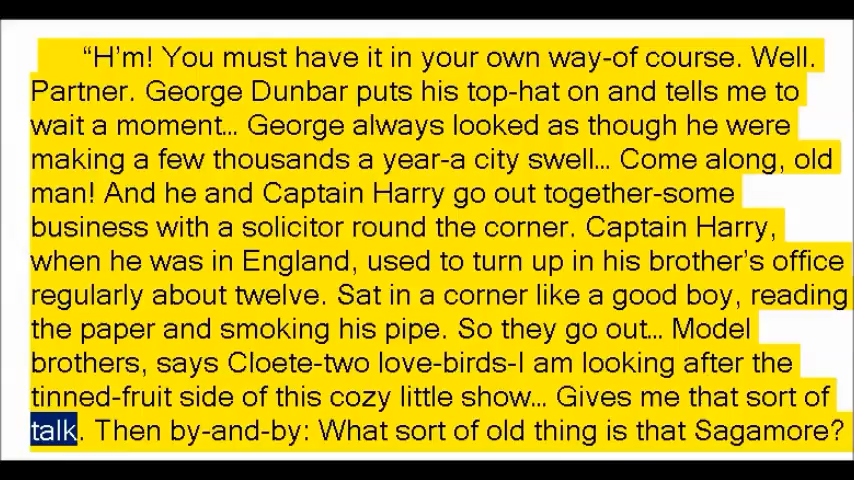 “H’m! You must have it in your own way-of course. Well.
Partner. George Dunbar puts his top-hat on and tells me to
wait a moment... George always looked as though he were
making a few thousands a year-a city swell... Come along, old
man! And he and Captain Harry go out together-some
business with a solicitor round the corner. Captain Harry,
when he was in England, used to turn up in his brother’s office
regularly about twelve. Sat in a corner like a good boy, reading
the paper and smoking his pipe. So they go out... Model
brothers, says Cloete-two love-birds-I am looking after the
tinned-fruit side of this cozy little show... Gives me that sort of
talk. Then by-and-by: What sort of old thing is that Sagamore?